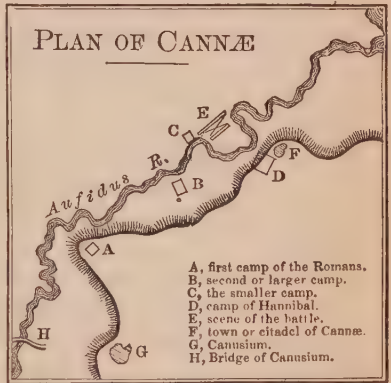 PLAN OF CANNÆ
E
C
F
Aufidus R.
B
D
A
A, first camp of the Romans.
B, second or larger camp.
C, the smaller camp.
D, camp of Hannibal.
E, scene of the battle.
F, town or citadel of Cannæ.
G, Canusium.
H, Bridge of Canusium.
H
G